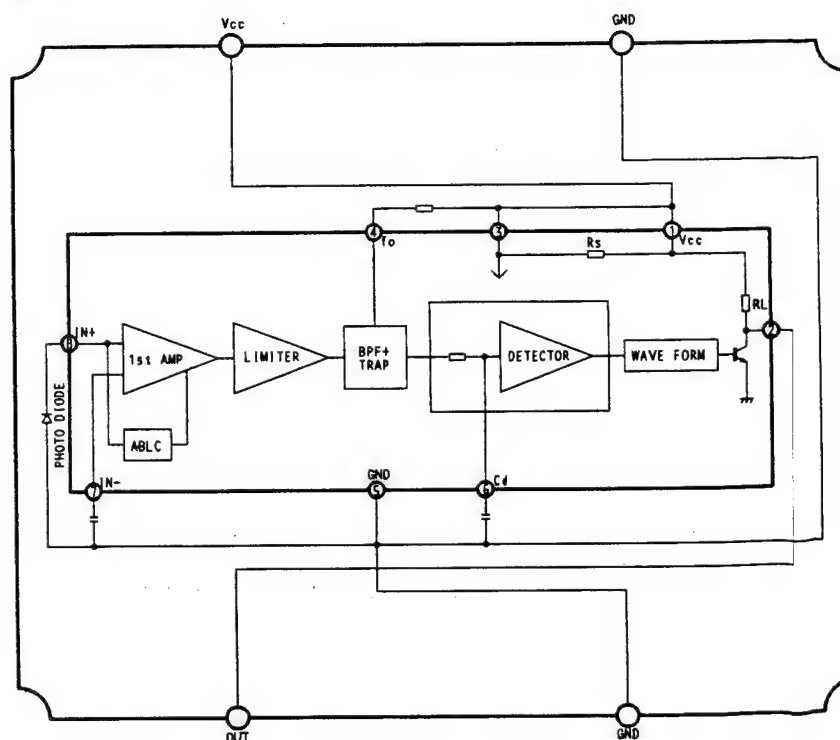 Vcc
GND
4
To
3
1
Vcc
Rs
RL
2
8
IN+
1st AMP
LIMITER
BPF+
TRAP
DETECTOR
WAVE FORM
PHOTO DIODE
ABLC
7
IN-
GND
5
6
Cd
OUT
GND